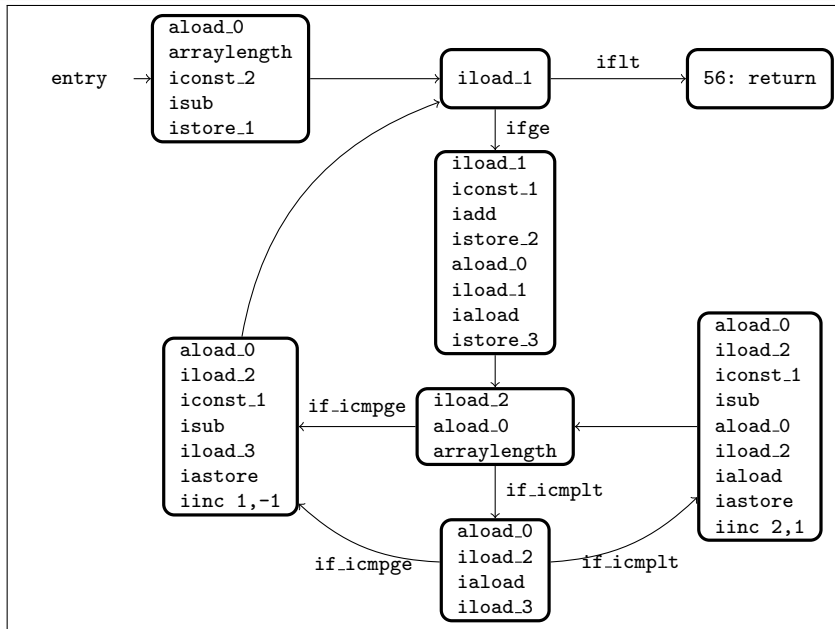 entry
aload_0
arraylength
iconst_2
isub
istore_1
iload_1
iflt
56: return
ifge
iload_1
iconst_1
iadd
istore_2
aload_0
iload_1
iaload
istore_3
aload_0
iload_2
iconst_1
isub
iload_3
iastore
iinc 1,-1
if_icmpge
iload_2
aload_0
arraylength
aload_0
iload_2
iconst_1
isub
aload_0
iload_2
iaload
iastore
iinc 2,1
if_icmplt
if_icmpge
aload_0
iload_2
iaload
iload_3
if_icmplt